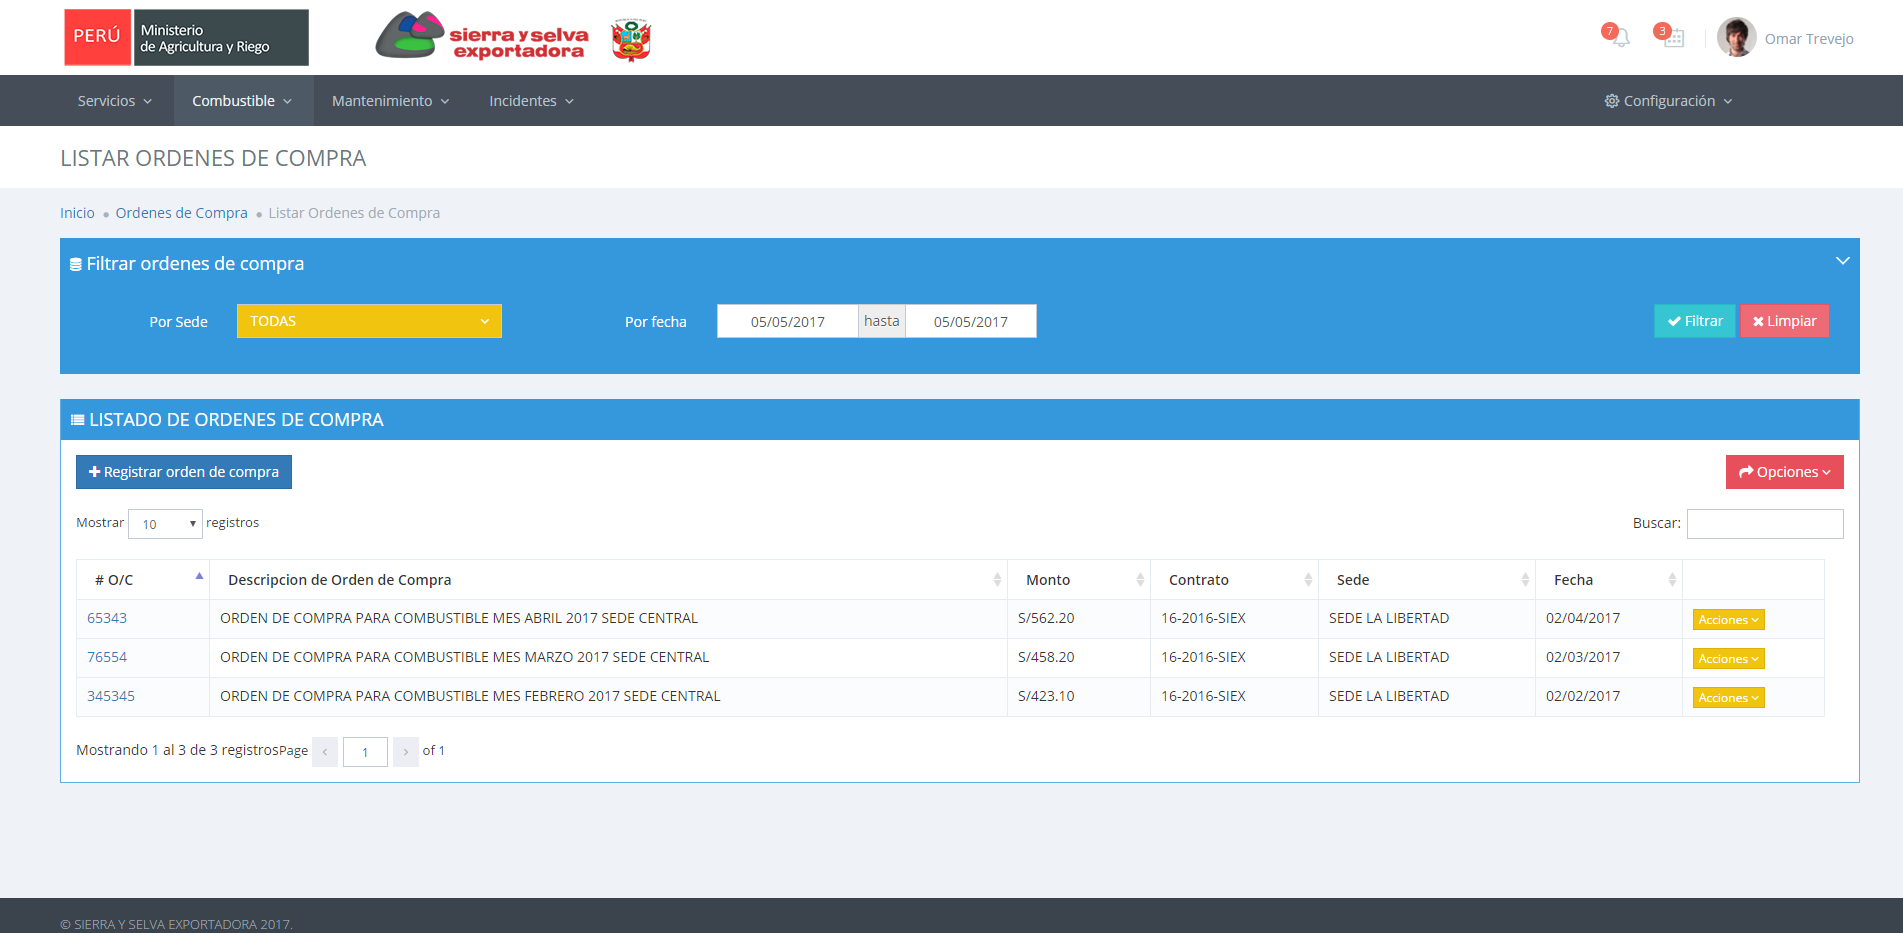 PERÚ
Ministerio
de Agricultura y Riego
sierra y selva
exportadora
7
3
Omar Trevejo
Servicios
Combustible
Mantenimiento
Incidentes
Configuración
LISTAR ORDENES DE COMPRA
Inicio Ordenes de Compra Listar Ordenes de Compra
Filtrar ordenes de compra
Por Sede TODAS Por fecha 05/05/2017 hasta 05/05/2017 Filtrar Limpiar
LISTADO DE ORDENES DE COMPRA
Registrar orden de compra Opciones
Mostrar 10 registros Buscar:
# O/C Descripcion de Orden de Compra Monto Contrato Sede Fecha
65343 ORDEN DE COMPRA PARA COMBUSTIBLE MES ABRIL 2017 SEDE CENTRAL S/562.20 16-2016-SIEX SEDE LA LIBERTAD 02/04/2017 Acciones
76554 ORDEN DE COMPRA PARA COMBUSTIBLE MES MARZO 2017 SEDE CENTRAL S/458.20 16-2016-SIEX SEDE LA LIBERTAD 02/03/2017 Acciones
345345 ORDEN DE COMPRA PARA COMBUSTIBLE MES FEBRERO 2017 SEDE CENTRAL S/423.10 16-2016-SIEX SEDE LA LIBERTAD 02/02/2017 Acciones
Mostrando 1 al 3 de 3 registrosPage ‹ 1 › of 1
© SIERRA Y SELVA EXPORTADORA 2017.